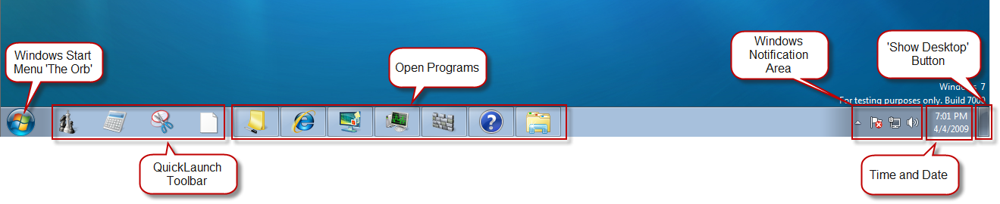 Windows Start
Menu 'The Orb'
Open Programs
Windows
Notification
Area
'Show Desktop'
Button
Windows 7
For testing purposes only. Build 7000
7:01 PM
4/4/2009
QuickLaunch
Toolbar
Time and Date